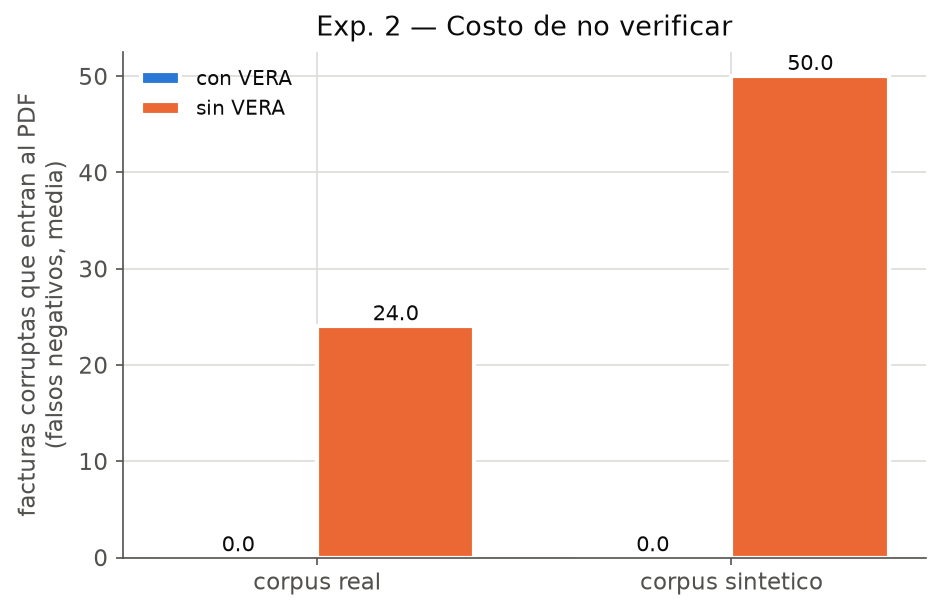 Exp. 2 — Costo de no verificar
facturas corruptas que entran al PDF
(falsos negativos, media)
50
40
30
20
10
0
con VERA
sin VERA
0.0
24.0
0.0
50.0
corpus real
corpus sintetico